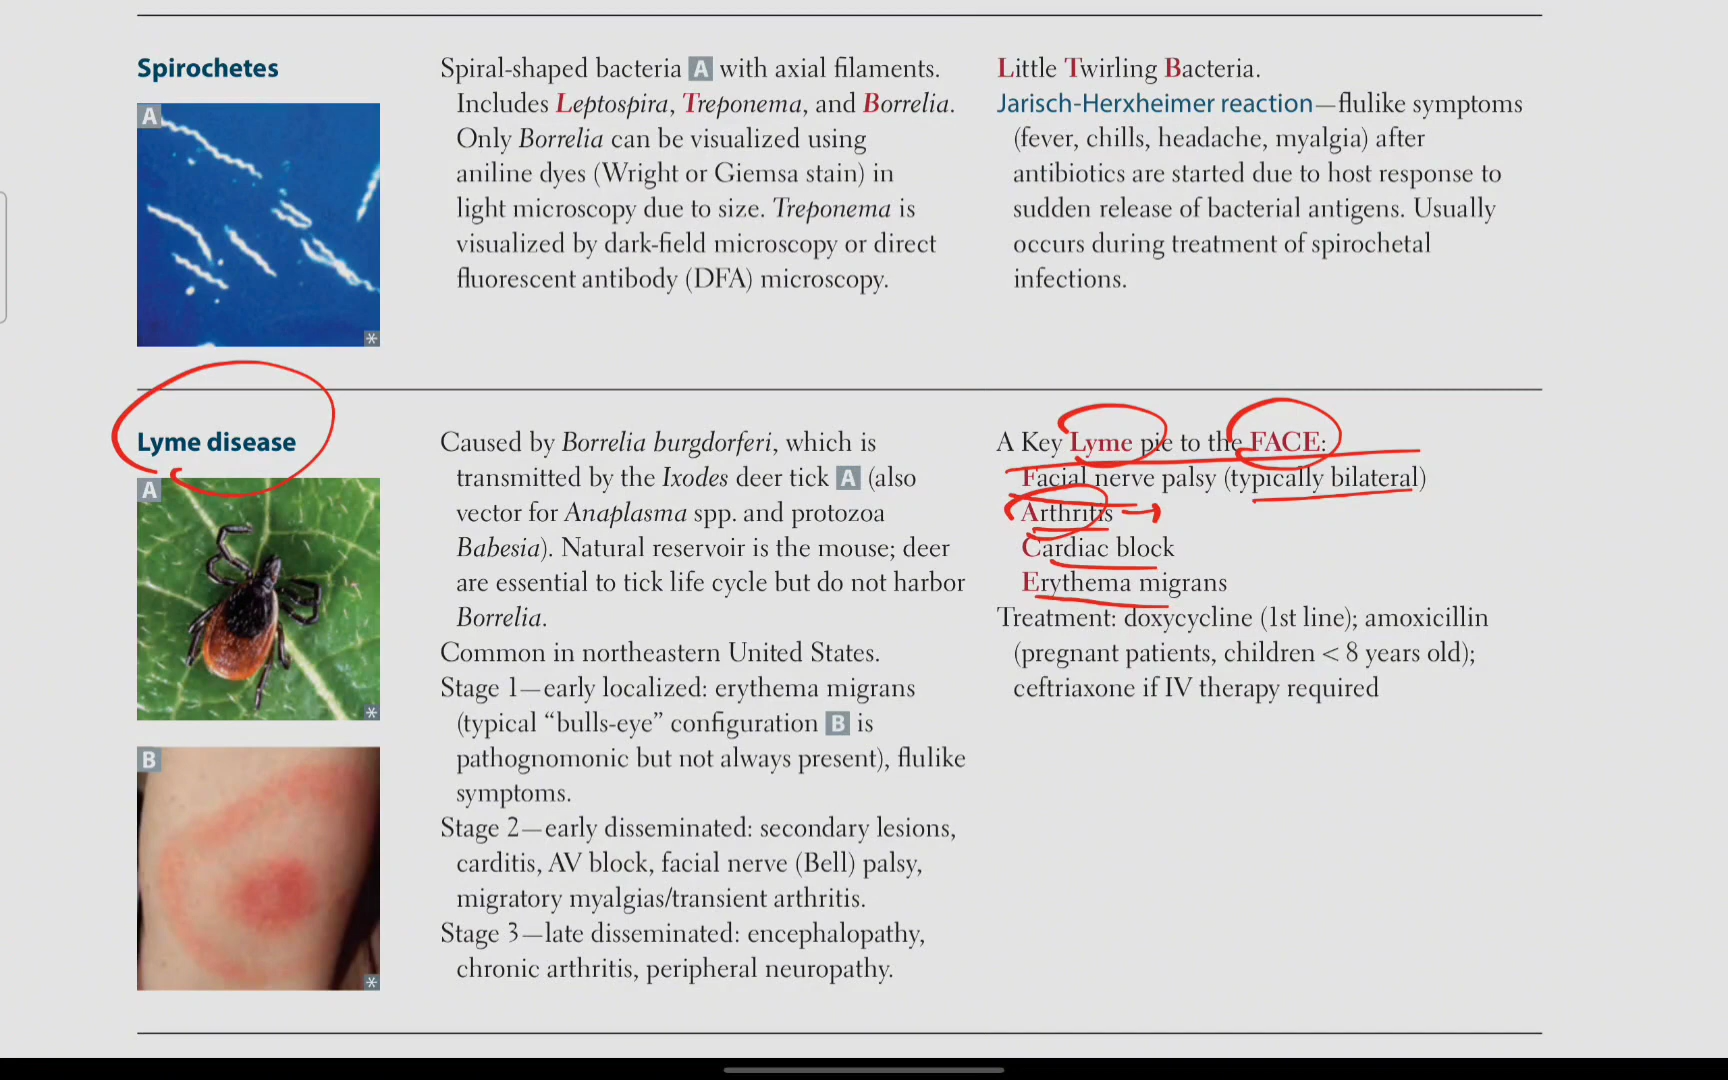 Spirochetes
A
*
Spiral-shaped bacteria A with axial filaments.
Includes Leptospira, Treponema, and Borrelia.
Only Borrelia can be visualized using
aniline dyes (Wright or Giemsa stain) in
light microscopy due to size. Treponema is
visualized by dark-field microscopy or direct
fluorescent antibody (DFA) microscopy.
Little Twirling Bacteria.
Jarisch-Herxheimer reaction—flulike symptoms
(fever, chills, headache, myalgia) after
antibiotics are started due to host response to
sudden release of bacterial antigens. Usually
occurs during treatment of spirochetal
infections.
Lyme disease
A
*
B
*
Caused by Borrelia burgdorferi, which is
transmitted by the Ixodes deer tick A (also
vector for Anaplasma spp. and protozoa
Babesia). Natural reservoir is the mouse; deer
are essential to tick life cycle but do not harbor
Borrelia.
Common in northeastern United States.
Stage 1—early localized: erythema migrans
(typical “bulls-eye” configuration B is
pathognomonic but not always present), flulike
symptoms.
Stage 2—early disseminated: secondary lesions,
carditis, AV block, facial nerve (Bell) palsy,
migratory myalgias/transient arthritis.
Stage 3—late disseminated: encephalopathy,
chronic arthritis, peripheral neuropathy.
A Key Lyme pie to the FACE:
Facial nerve palsy (typically bilateral)
Arthritis
Cardiac block
Erythema migrans
Treatment: doxycycline (1st line); amoxicillin
(pregnant patients, children < 8 years old);
ceftriaxone if IV therapy required